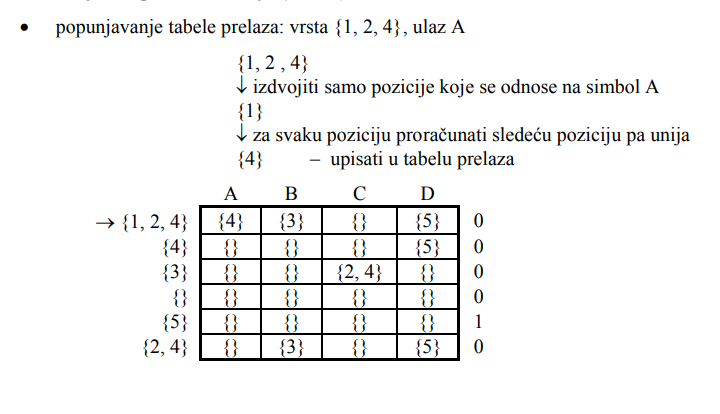 • popunjavanje tabele prelaza: vrsta {1, 2, 4}, ulaz A
{1, 2 , 4}
↓ izdvojiti samo pozicije koje se odnose na simbol A
{1}
↓ za svaku poziciju proračunati sledeću poziciju pa unija
{4} – upisati u tabelu prelaza
A B C D
→ {1, 2, 4} {4} {3} {} {5} 0
{4} {} {} {} {5} 0
{3} {} {} {2, 4} {} 0
{} {} {} {} {} 0
{5} {} {} {} {} 1
{2, 4} {} {3} {} {5} 0